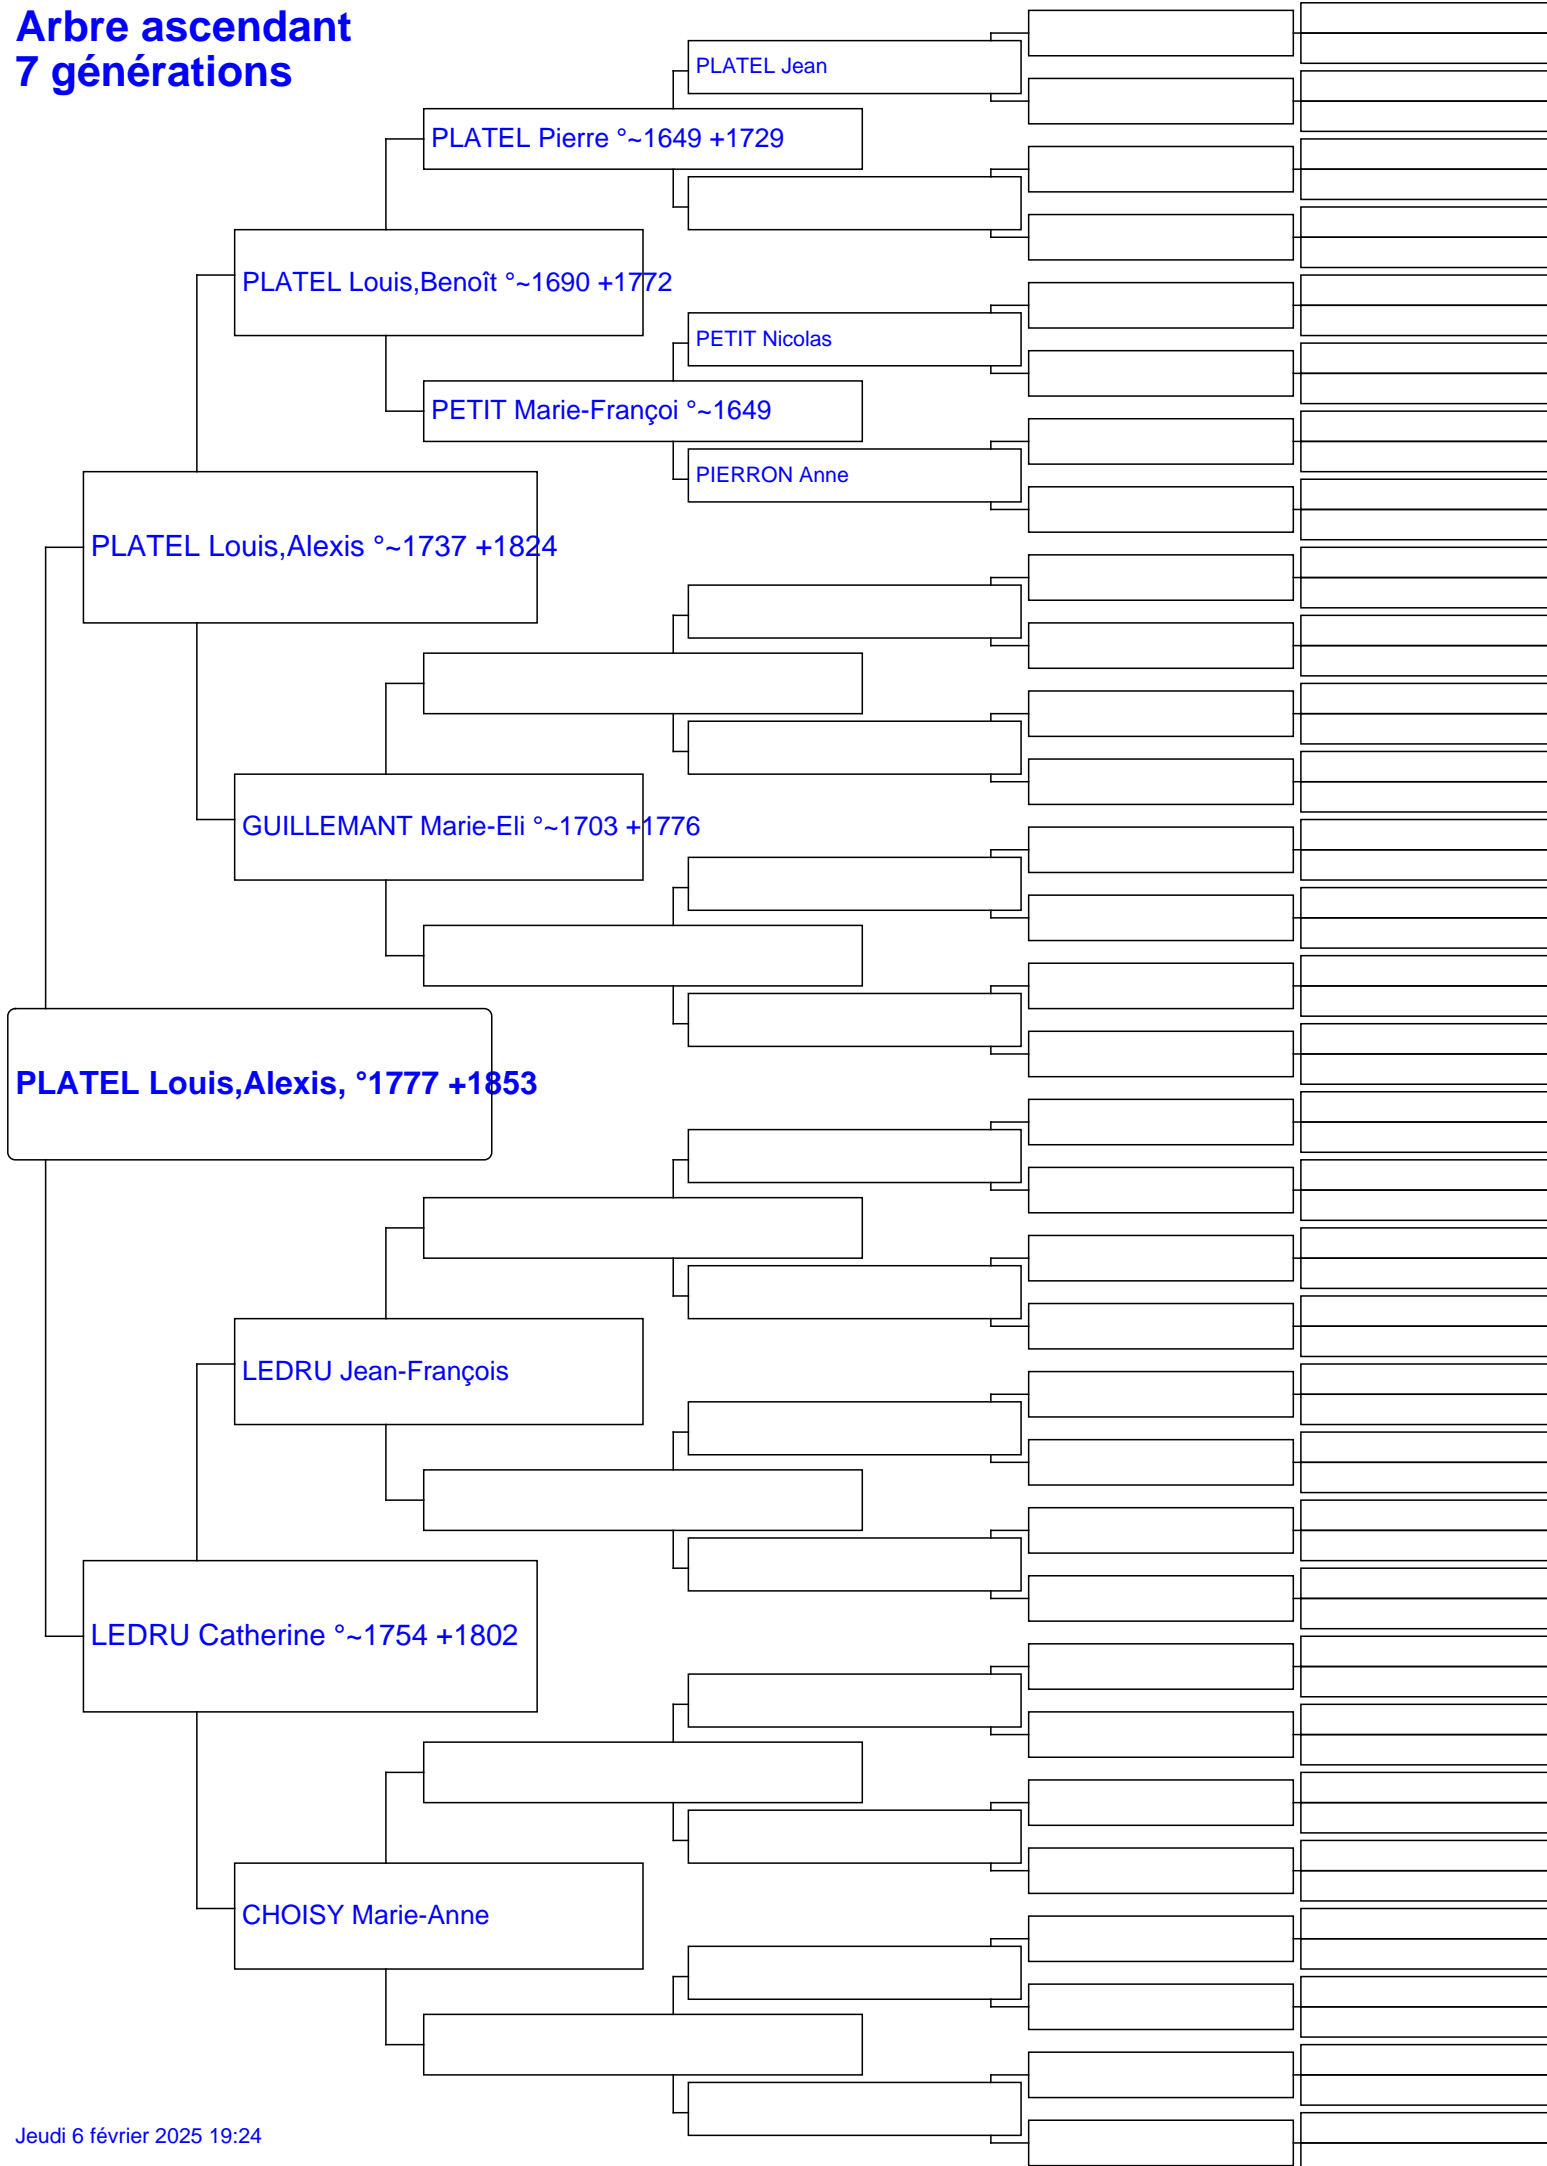 Arbre ascendant
7 générations
PLATEL Jean
PLATEL Pierre °~1649 +1729
PLATEL Louis,Benoît °~1690 +1772
PETIT Nicolas
PETIT Marie-Françoi °~1649
PIERRON Anne
PLATEL Louis,Alexis °~1737 +1824
GUILLEMANT Marie-Eli °~1703 +1776
PLATEL Louis,Alexis, °1777 +1853
LEDRU Jean-François
LEDRU Catherine °~1754 +1802
CHOISY Marie-Anne
Jeudi 6 février 2025 19:24